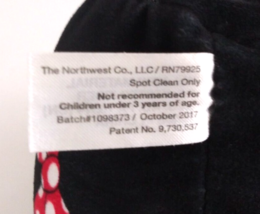 The Northwest Co., LLC / RN79925
Spot Clean Only
Not recommended for
Children under 3 years of age.
Batch#1098373 / October 2017
Patent No. 9,730,537